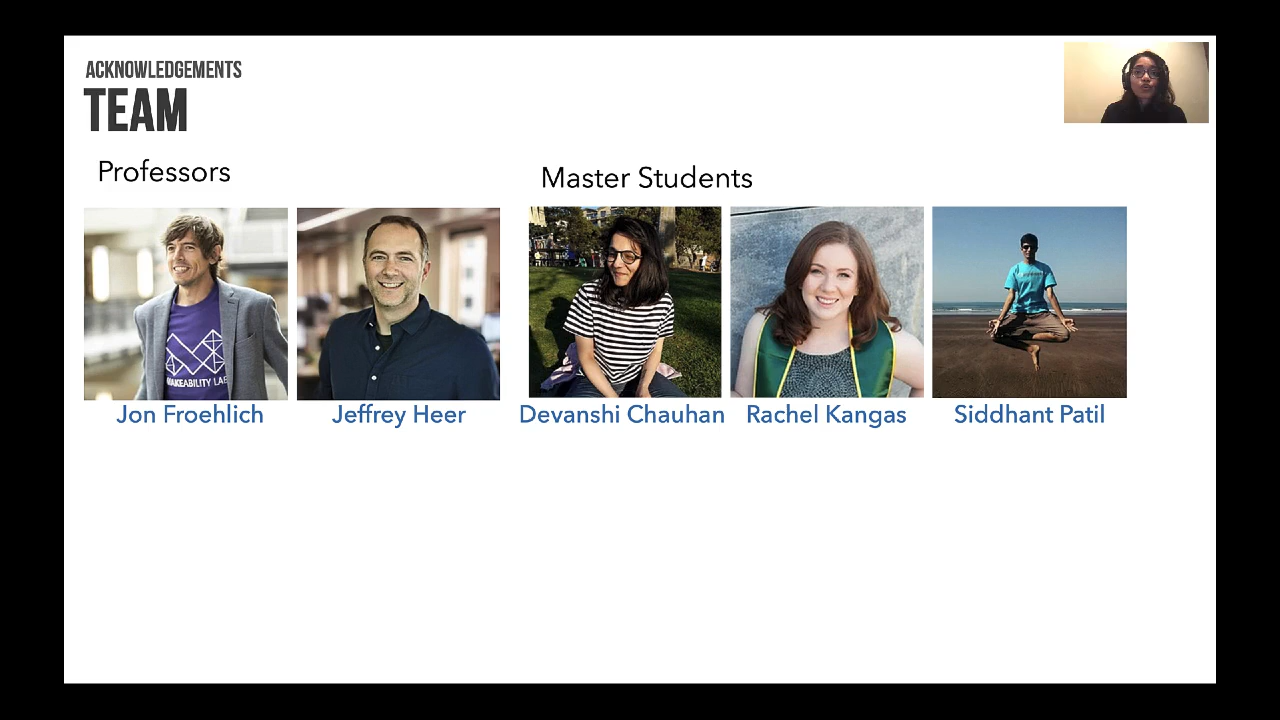 ACKNOWLEDGEMENTS
TEAM
Professors
Master Students
MAKEABILITY LAB
Jon Froehlich
Jeffrey Heer
Devanshi Chauhan
Rachel Kangas
Siddhant Patil